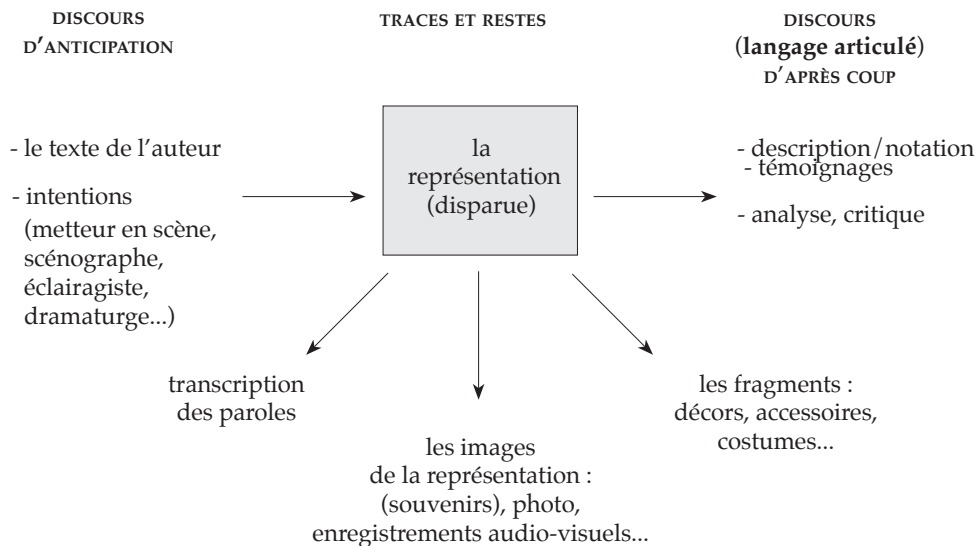 DISCOURS
D'ANTICIPATION
TRACES ET RESTES
DISCOURS
(langage articulé)
D'APRÈS COUP
- le texte de l'auteur
- intentions
(metteur en scène,
scénographe,
éclairagiste,
dramaturge...)
la
représentation
(disparue)
- description/notation
- témoignages
- analyse, critique
transcription
des paroles
les images
de la représentation :
(souvenirs), photo,
enregistrements audio-visuels...
les fragments :
décors, accessoires,
costumes...